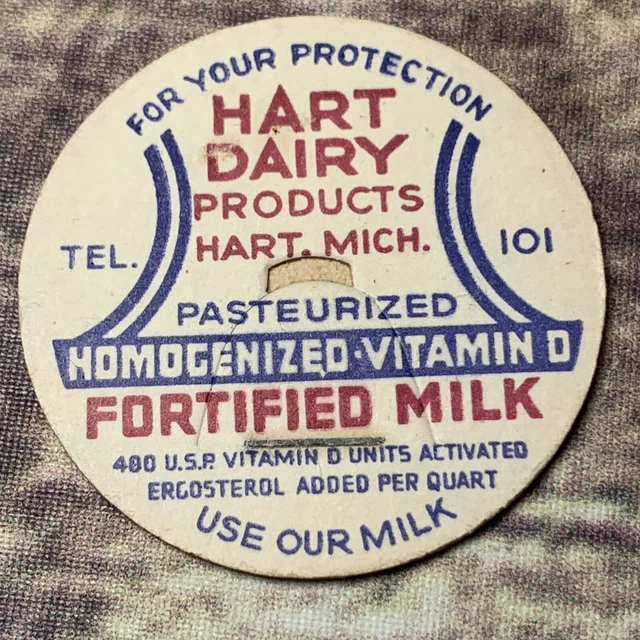 FOR YOUR PROTECTION
HART
DAIRY
PRODUCTS
HART, MICH.
TEL. 101
PASTEURIZED
HOMOGENIZED-VITAMIN D
FORTIFIED MILK
400 U.S.P. VITAMIN D UNITS ACTIVATED
ERGOSTEROL ADDED PER QUART
USE OUR MILK